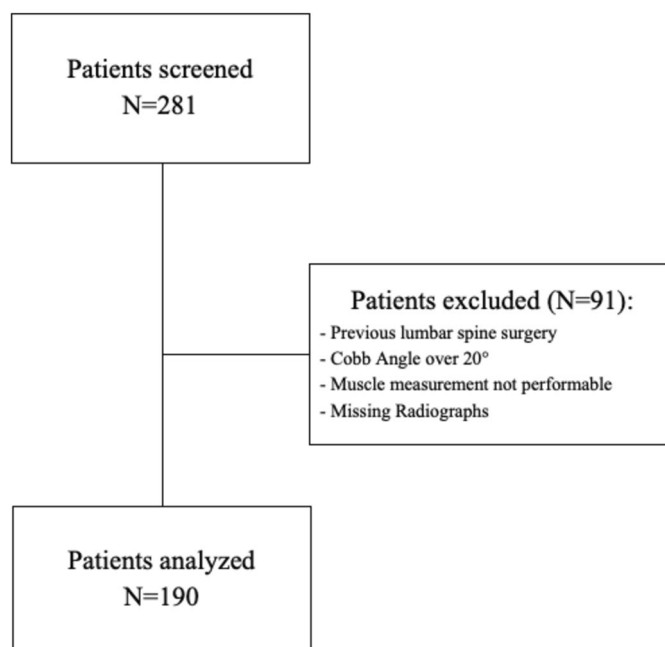 Patients screened
N=281
Patients excluded (N=91):
- Previous lumbar spine surgery
- Cobb Angle over 20°
- Muscle measurement not performable
- Missing Radiographs
Patients analyzed
N=190